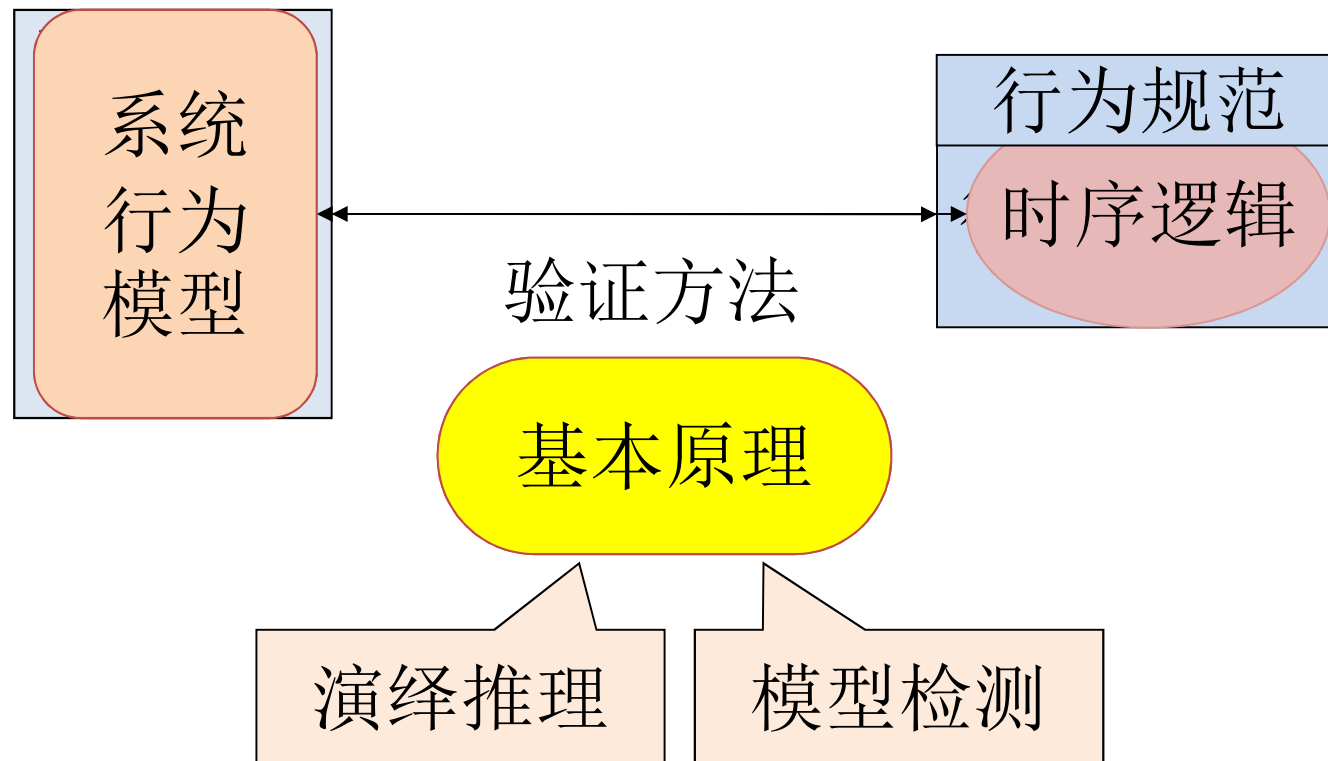 系统
行为
模型
行为规范
时序逻辑
验证方法
基本原理
演绎推理
模型检测